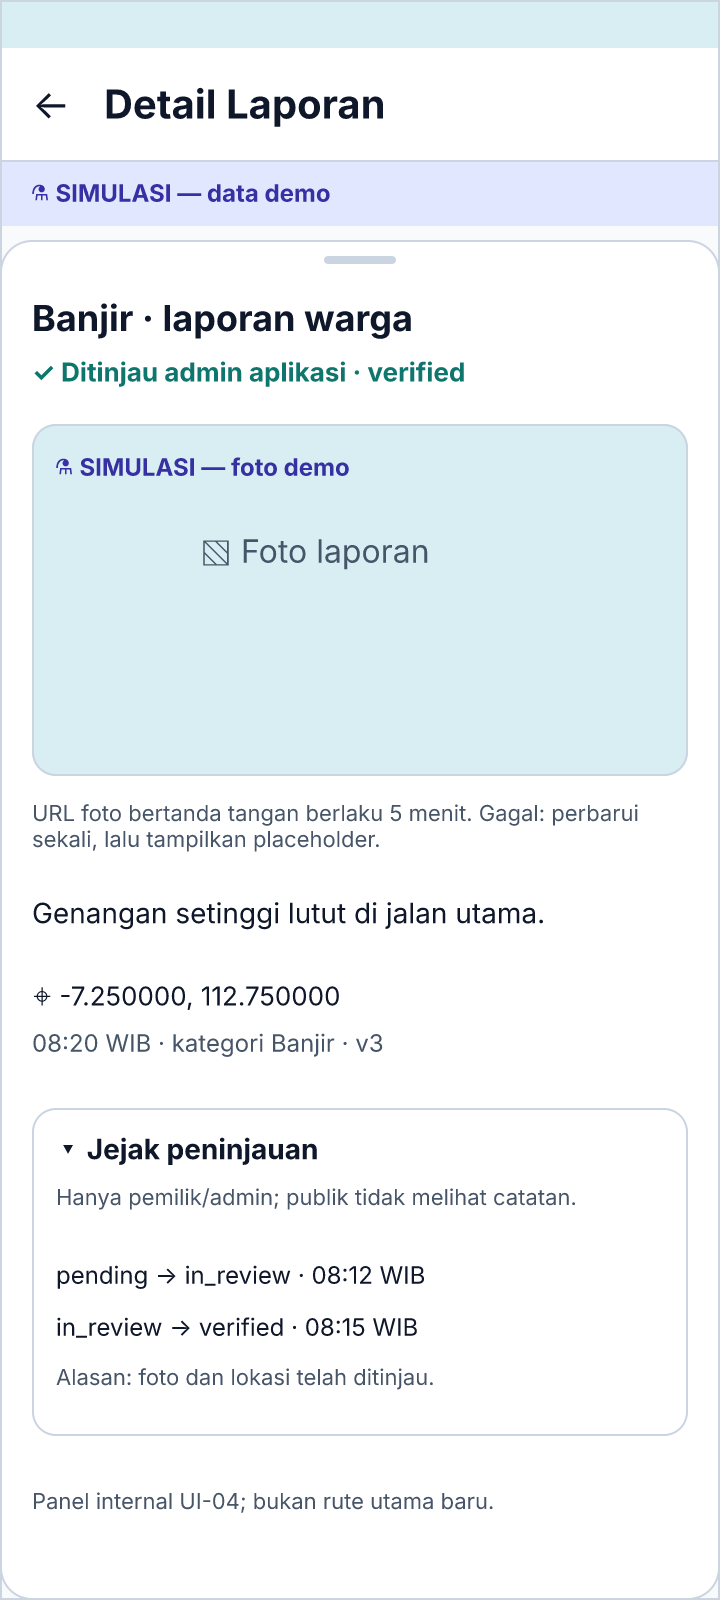 ← Detail Laporan
⚗ SIMULASI — data demo
Banjir · laporan warga
✓ Ditinjau admin aplikasi · verified
⚗ SIMULASI — foto demo
▧ Foto laporan
URL foto bertanda tangan berlaku 5 menit. Gagal: perbarui
sekali, lalu tampilkan placeholder.
Genangan setinggi lutut di jalan utama.
⌖ -7.250000, 112.750000
08:20 WIB · kategori Banjir · v3
▾ Jejak peninjauan
Hanya pemilik/admin; publik tidak melihat catatan.
pending → in_review · 08:12 WIB
in_review → verified · 08:15 WIB
Alasan: foto dan lokasi telah ditinjau.
Panel internal UI-04; bukan rute utama baru.